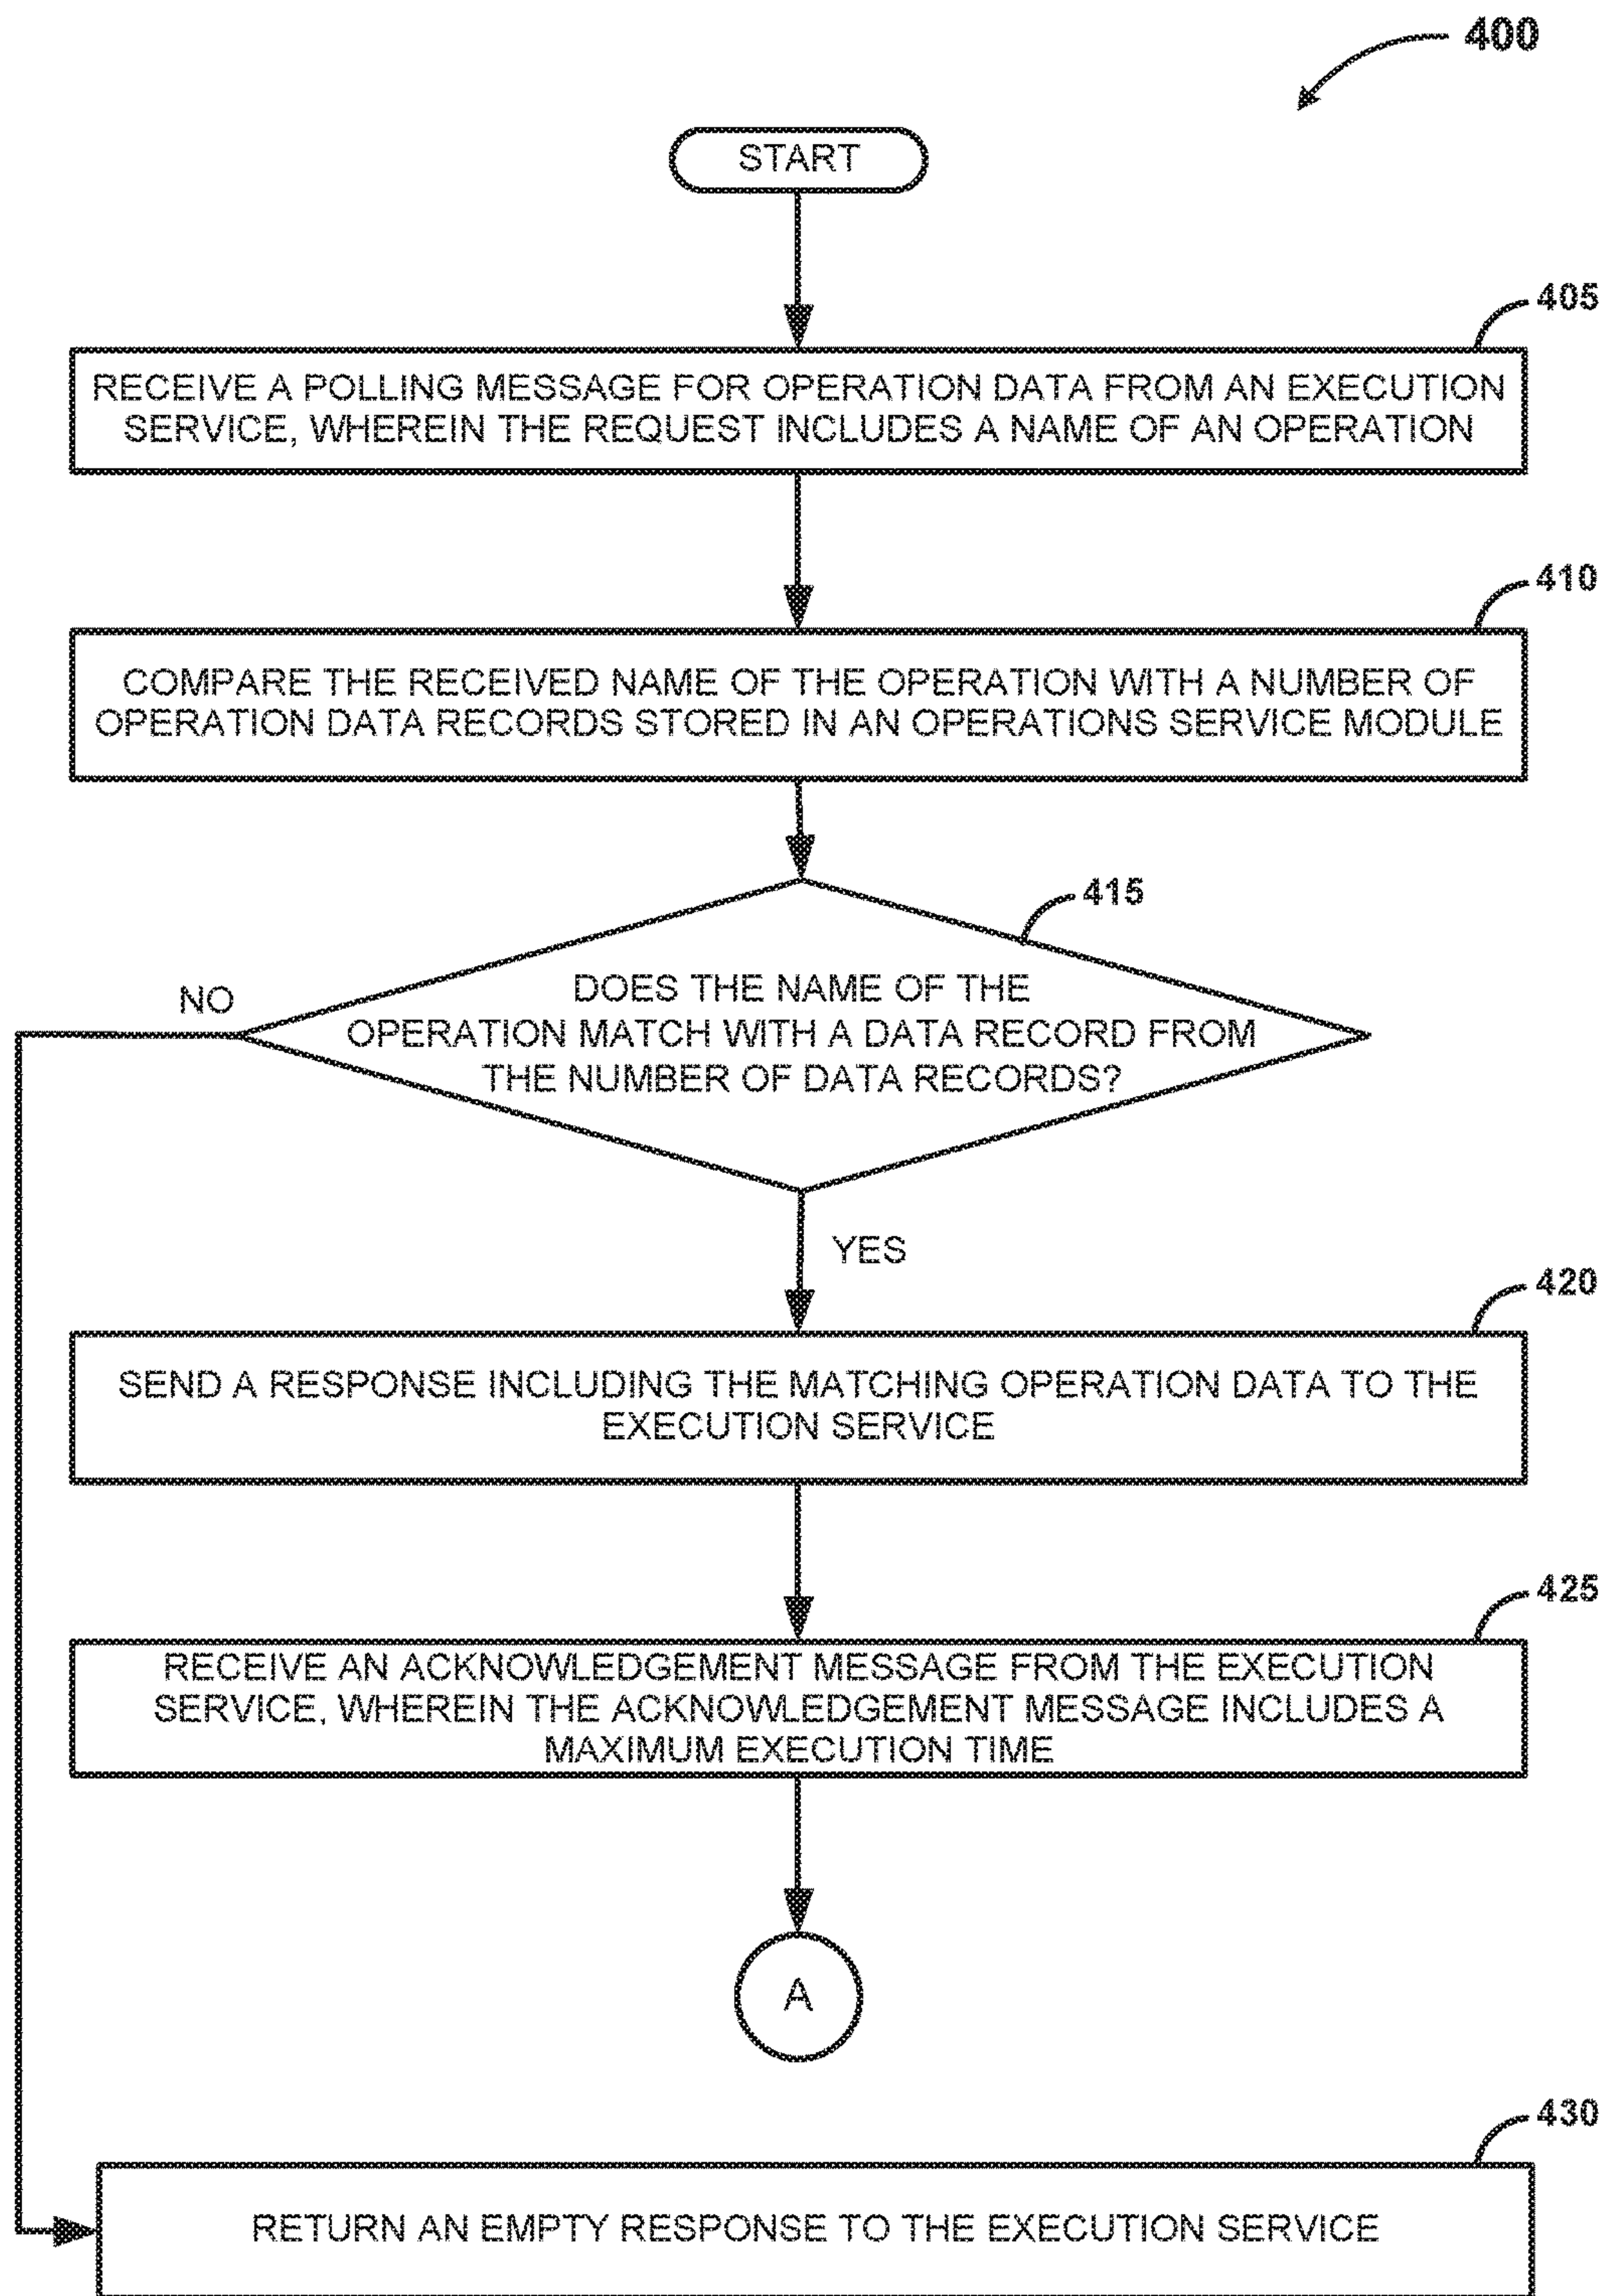 400
START
405
RECEIVE A POLLING MESSAGE FOR OPERATION DATA FROM AN EXECUTION
SERVICE, WHEREIN THE REQUEST INCLUDES A NAME OF AN OPERATION
410
COMPARE THE RECEIVED NAME OF THE OPERATION WITH A NUMBER OF
OPERATION DATA RECORDS STORED IN AN OPERATIONS SERVICE MODULE
415
DOES THE NAME OF THE
OPERATION MATCH WITH A DATA RECORD FROM
THE NUMBER OF DATA RECORDS?
NO
YES
420
SEND A RESPONSE INCLUDING THE MATCHING OPERATION DATA TO THE
EXECUTION SERVICE
425
RECEIVE AN ACKNOWLEDGEMENT MESSAGE FROM THE EXECUTION
SERVICE, WHEREIN THE ACKNOWLEDGEMENT MESSAGE INCLUDES A
MAXIMUM EXECUTION TIME
A
430
RETURN AN EMPTY RESPONSE TO THE EXECUTION SERVICE